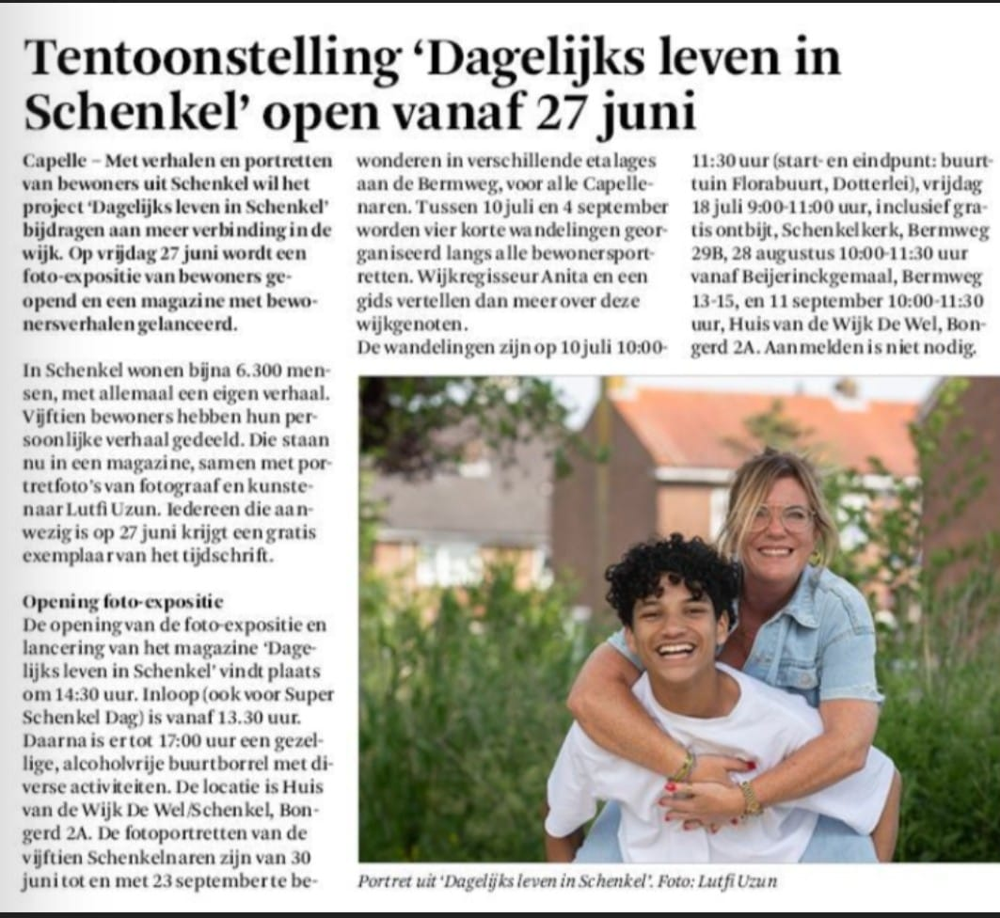 Tentoonstelling ‘Dagelijks leven in
Schenkel’ open vanaf 27 juni
Capelle – Met verhalen en portretten
van bewoners uit Schenkel wil het
project ‘Dagelijks leven in Schenkel’
bijdragen aan meer verbinding in de
wijk. Op vrijdag 27 juni wordt een
foto-expositie van bewoners ge-
opend en een magazine met bewo-
nersverhalen gelanceerd.
In Schenkel wonen bijna 6.300 men-
sen, met allemaal een eigen verhaal.
Vijftien bewoners hebben hun per-
soonlijke verhaal gedeeld. Die staan
nu in een magazine, samen met por-
tretfoto’s van fotograaf en kunste-
naar Lutfi Uzun. Iedereen die aan-
wezig is op 27 juni krijgt een gratis
exemplaar van het tijdschrift.
Opening foto-expositie
De opening van de foto-expositie en
lancering van het magazine ‘Dage-
lijks leven in Schenkel’ vindt plaats
om 14:30 uur. Inloop (ook voor Super
Schenkel Dag) is vanaf 13.30 uur.
Daarna is er tot 17:00 uur een gezel-
lige, alcoholvrije buurtborrel met di-
verse activiteiten. De locatie is Huis
van de Wijk De Wel/Schenkel, Bon-
gerd 2A. De fotoportretten van de
vijftien Schenkelnaren zijn van 30
juni tot en met 23 september te be-
wonderen in verschillende etalages
aan de Bermweg, voor alle Capelle-
naren. Tussen 10 juli en 4 september
worden vier korte wandelingen geor-
ganiseerd langs alle bewonersport-
retten. Wijkregisseur Anita en een
gids vertellen dan meer over deze
wijkgenoten.
De wandelingen zijn op 10 juli 10:00-
11:30 uur (start- en eindpunt: buurt-
tuin Florabuurt, Dotterlei), vrijdag
18 juli 9:00-11:00 uur, inclusief gra-
tis ontbijt, Schenkelkerk, Bermweg
29B, 28 augustus 10:00-11:30 uur
vanaf Beijerinckgemaal, Bermweg
13-15, en 11 september 10:00-11:30
uur, Huis van de Wijk De Wel, Bon-
gerd 2A. Aanmelden is niet nodig.
Portret uit ‘Dagelijks leven in Schenkel’. Foto: Lutfi Uzun